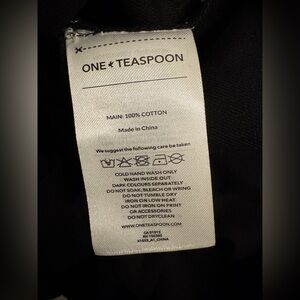 ONE TEASPOON
MAIN: 100% COTTON
Made in China
We suggest the following care be taken
COLD HAND WASH ONLY
WASH INSIDE OUT
DARK COLOURS SEPARATELY
DO NOT SOAK, BLEACH OR WRING
DO NOT TUMBLE DRY
IRON ON LOW HEAT
DO NOT IRON ON PRINT
OR ACCESSORIES
DO NOT DRYCLEAN
WWW.ONETEASPOON.COM